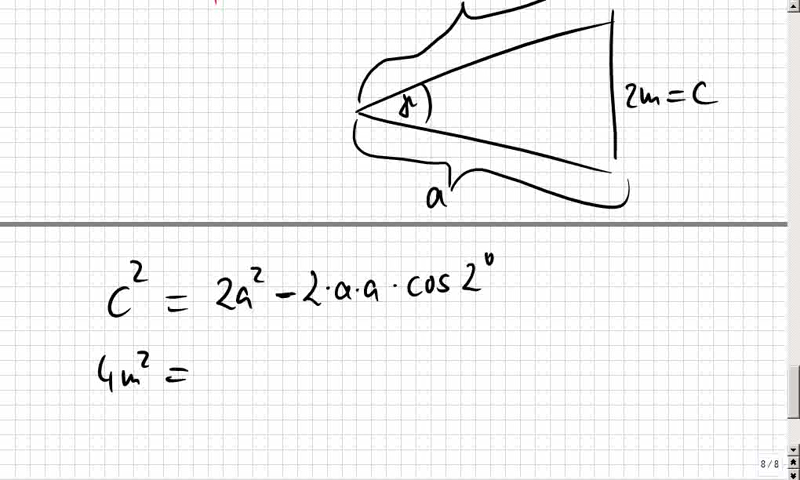 γ
2m = C
a
C² = 2a² - 2·a·a·cos 2°
4m² =
8/8